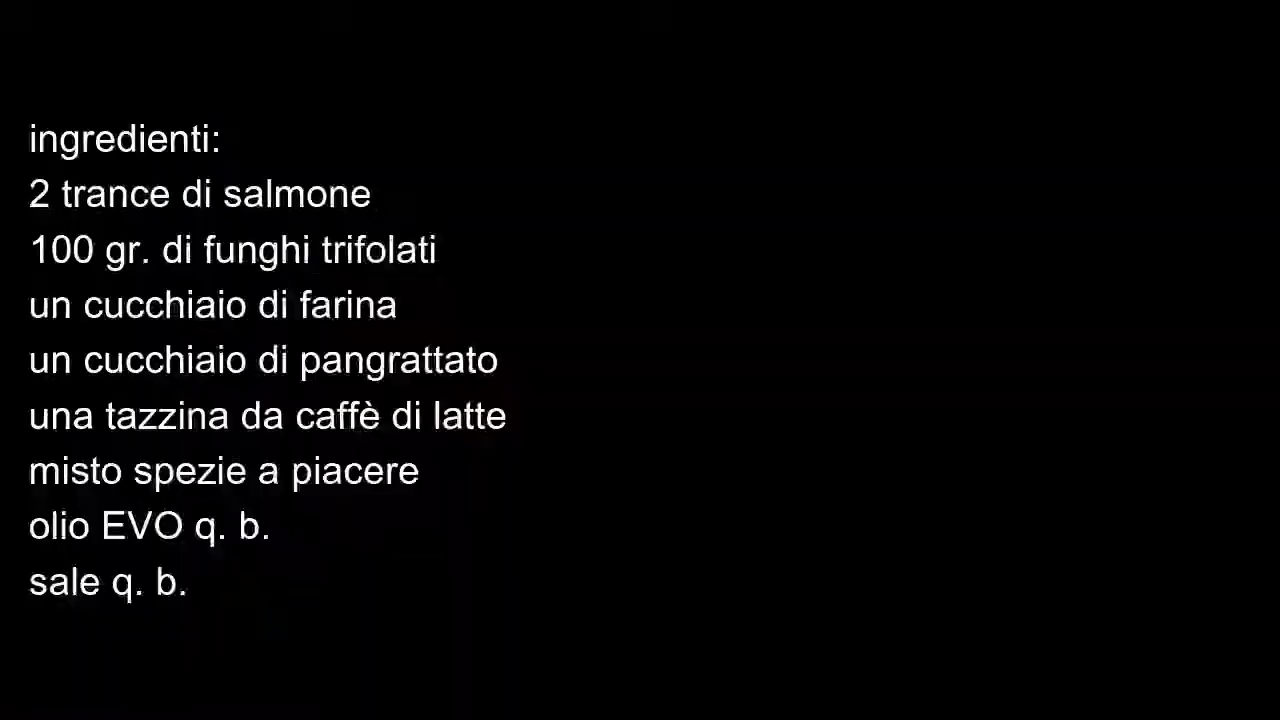 ingredienti:
2 trance di salmone
100 gr. di funghi trifolati
un cucchiaio di farina
un cucchiaio di pangrattato
una tazzina da caffè di latte
misto spezie a piacere
olio EVO q. b.
sale q. b.